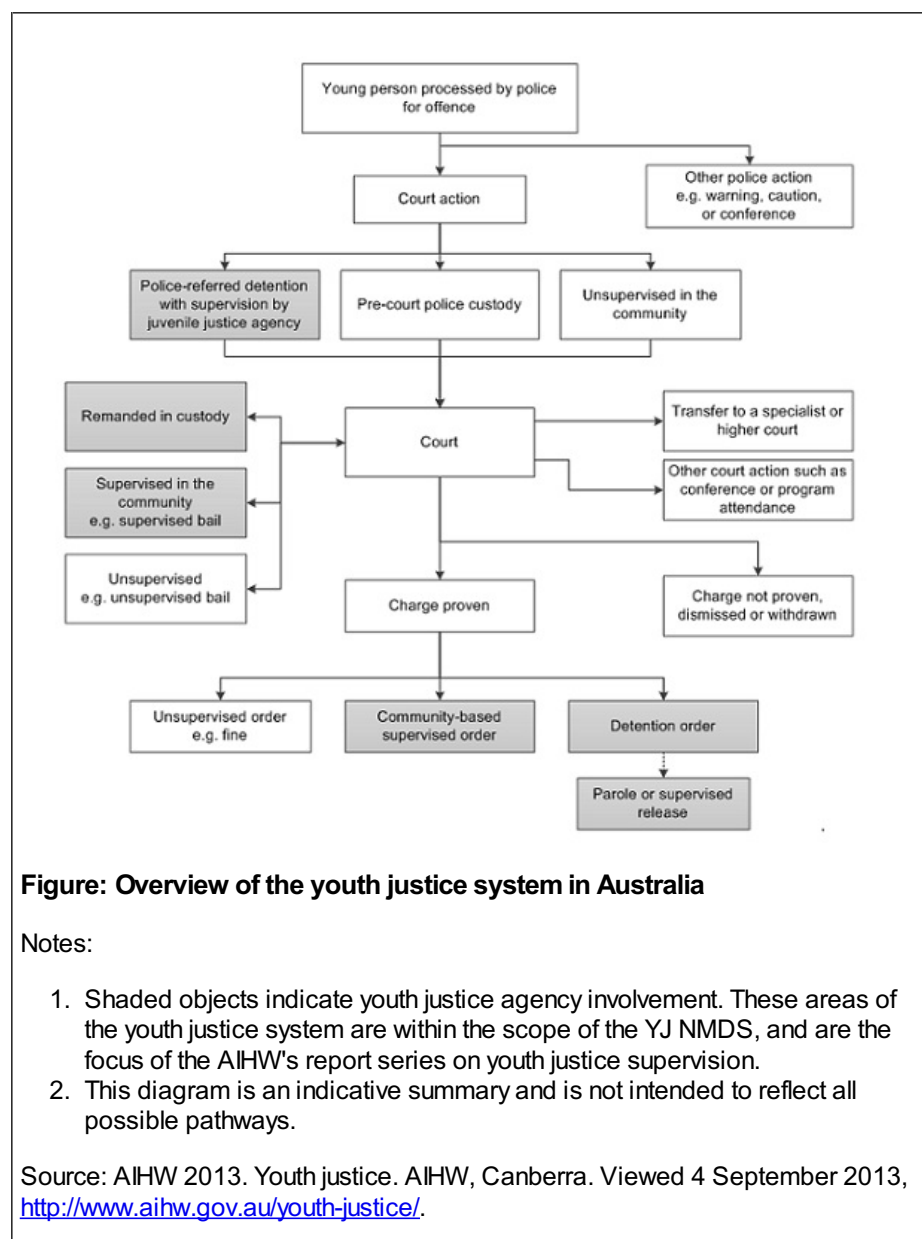 Young person processed by police
for offence
Other police action
e.g. warning, caution,
or conference
Court action
Police-referred detention
with supervision by
juvenile justice agency
Pre-court police custody
Unsupervised in the
community
Remanded in custody
Court
Transfer to a specialist or
higher court
Supervised in the
community
e.g. supervised bail
Other court action such as
conference or program
attendance
Unsupervised
e.g. unsupervised bail
Charge proven
Charge not proven,
dismissed or withdrawn
Unsupervised order
e.g. fine
Community-based
supervised order
Detention order
Parole or supervised
release
Figure: Overview of the youth justice system in Australia
Notes:
1. Shaded objects indicate youth justice agency involvement. These areas of
the youth justice system are within the scope of the YJ NMDS, and are the
focus of the AIHW's report series on youth justice supervision.
2. This diagram is an indicative summary and is not intended to reflect all
possible pathways.
Source: AIHW 2013. Youth justice. AIHW, Canberra. Viewed 4 September 2013,
http://www.aihw.gov.au/youth-justice/.